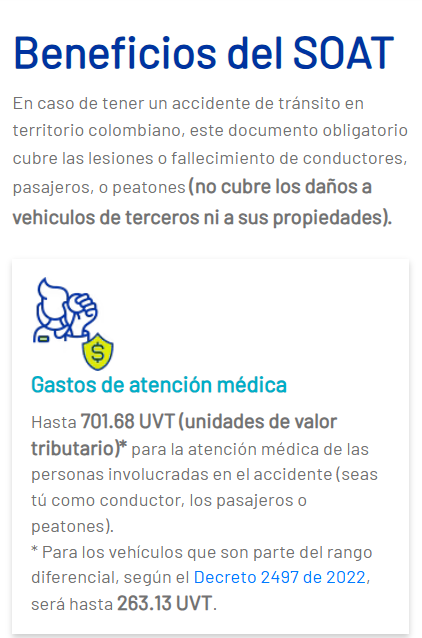 Beneficios del SOAT
En caso de tener un accidente de tránsito en
territorio colombiano, este documento obligatorio
cubre las lesiones o fallecimiento de conductores,
pasajeros, o peatones (no cubre los daños a
vehiculos de terceros ni a sus propiedades).
$
Gastos de atención médica
Hasta 701.68 UVT (unidades de valor
tributario)* para la atención médica de las
personas involucradas en el accidente (seas
tú como conductor, los pasajeros o
peatones).
* Para los vehículos que son parte del rango
diferencial, según el Decreto 2497 de 2022,
será hasta 263.13 UVT.